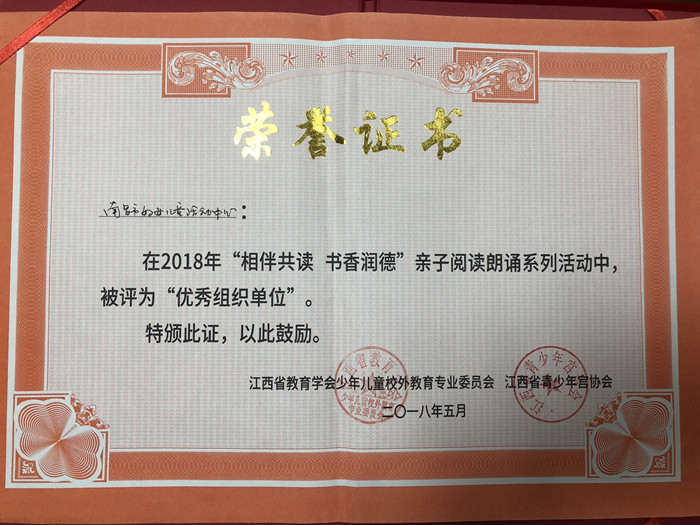 荣誉证书
南昌市妇女儿童活动中心：
在2018年“相伴共读 书香润德”亲子阅读朗诵系列活动中，
被评为“优秀组织单位”。
特颁此证，以此鼓励。
江西省教育学会少年儿童校外教育专业委员会 江西省青少年宫协会
二〇一八年五月